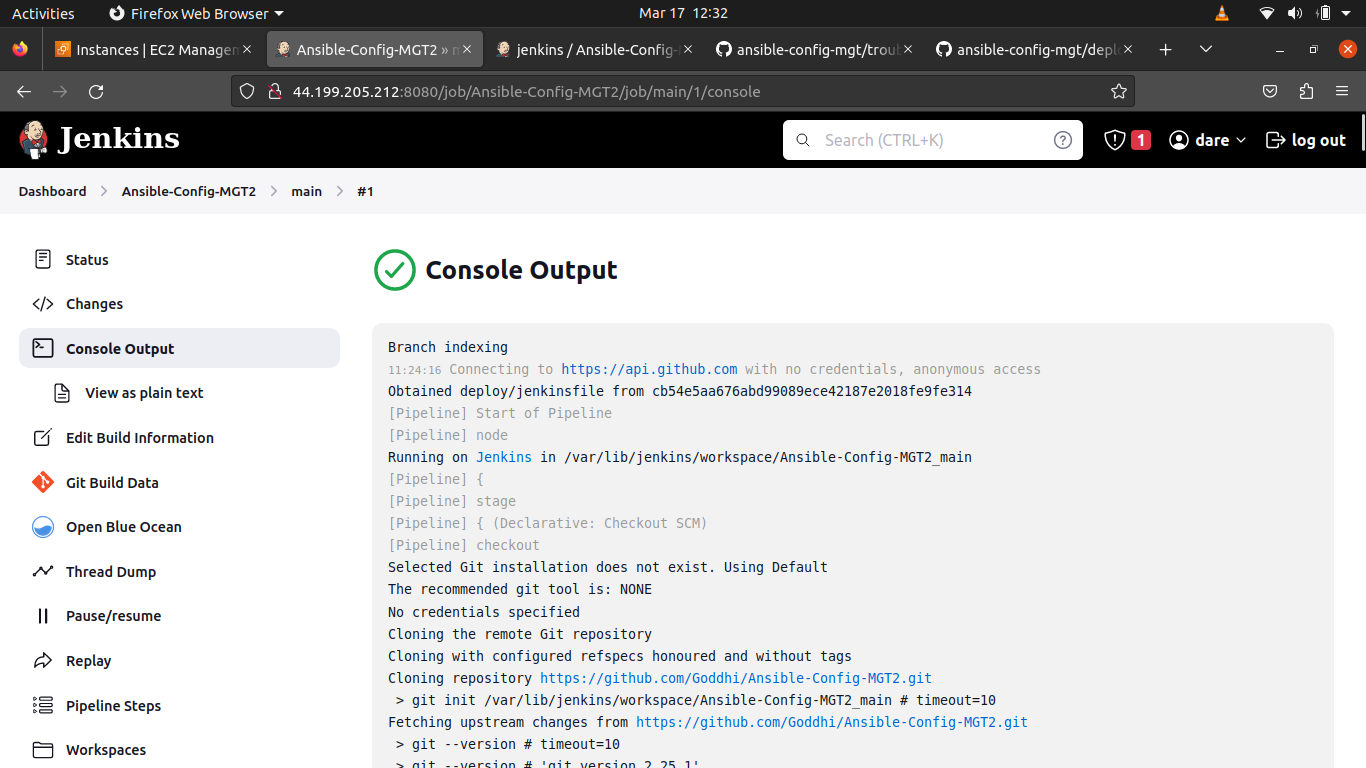 Activities
Firefox Web Browser
Mar 17 12:32
Instances | EC2 Managem
Ansible-Config-MGT2 » m
jenkins / Ansible-Config-
ansible-config-mgt/trou
ansible-config-mgt/depl
44.199.205.212:8080/job/Ansible-Config-MGT2/job/main/1/console
Jenkins
Search (CTRL+K)
1
dare
log out
Dashboard
Ansible-Config-MGT2
main
#1
Status
Changes
Console Output
View as plain text
Edit Build Information
Git Build Data
Open Blue Ocean
Thread Dump
Pause/resume
Replay
Pipeline Steps
Workspaces
Console Output
Branch indexing
11:24:16 Connecting to https://api.github.com with no credentials, anonymous access
Obtained deploy/jenkinsfile from cb54e5aa676abd99089ece42187e2018fe9fe314
[Pipeline] Start of Pipeline
[Pipeline] node
Running on Jenkins in /var/lib/jenkins/workspace/Ansible-Config-MGT2_main
[Pipeline] {
[Pipeline] stage
[Pipeline] { (Declarative: Checkout SCM)
[Pipeline] checkout
Selected Git installation does not exist. Using Default
The recommended git tool is: NONE
No credentials specified
Cloning the remote Git repository
Cloning with configured refspecs honoured and without tags
Cloning repository https://github.com/Goddhi/Ansible-Config-MGT2.git
> git init /var/lib/jenkins/workspace/Ansible-Config-MGT2_main # timeout=10
Fetching upstream changes from https://github.com/Goddhi/Ansible-Config-MGT2.git
> git --version # timeout=10
> git --version # 'git version 2.25.1'